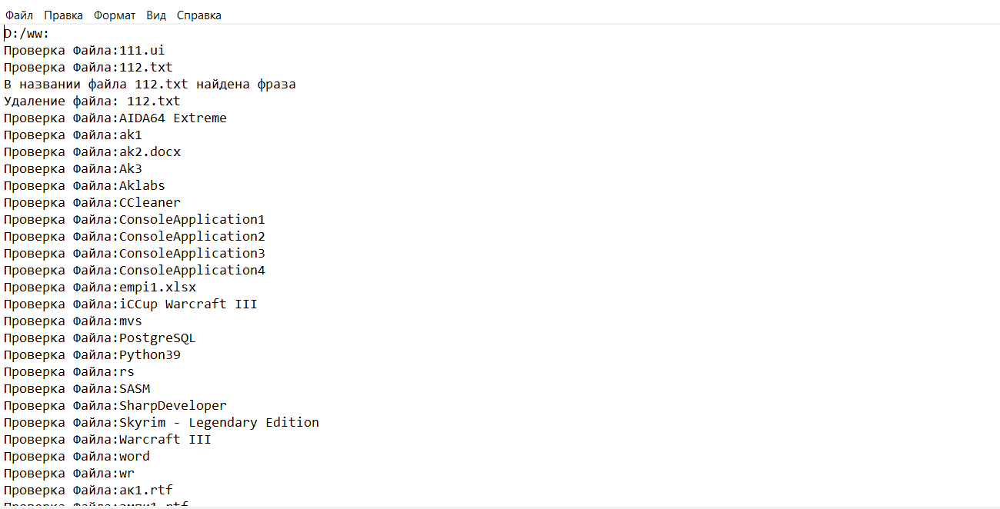 Файл Правка Формат Вид Справка
D:/ww:
Проверка Файла:111.ui
Проверка Файла:112.txt
В названии файла 112.txt найдена фраза
Удаление файла: 112.txt
Проверка Файла:AIDA64 Extreme
Проверка Файла:ak1
Проверка Файла:ak2.docx
Проверка Файла:Ak3
Проверка Файла:Aklabs
Проверка Файла:CCleaner
Проверка Файла:ConsoleApplication1
Проверка Файла:ConsoleApplication2
Проверка Файла:ConsoleApplication3
Проверка Файла:ConsoleApplication4
Проверка Файла:empi1.xlsx
Проверка Файла:iCCup Warcraft III
Проверка Файла:mvs
Проверка Файла:PostgreSQL
Проверка Файла:Python39
Проверка Файла:rs
Проверка Файла:SASM
Проверка Файла:SharpDeveloper
Проверка Файла:Skyrim - Legendary Edition
Проверка Файла:Warcraft III
Проверка Файла:word
Проверка Файла:wr
Проверка Файла:ак1.rtf